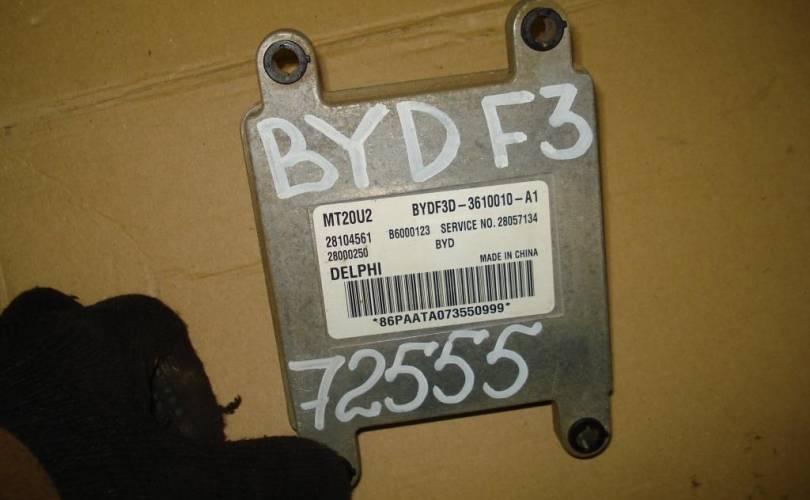 BYD F3
MT20U2 BYDF3D-3610010-A1
28104561 B6000123 SERVICE NO. 28057134
28000250 BYD
DELPHI MADE IN CHINA
*86PAATA073550999*
72555